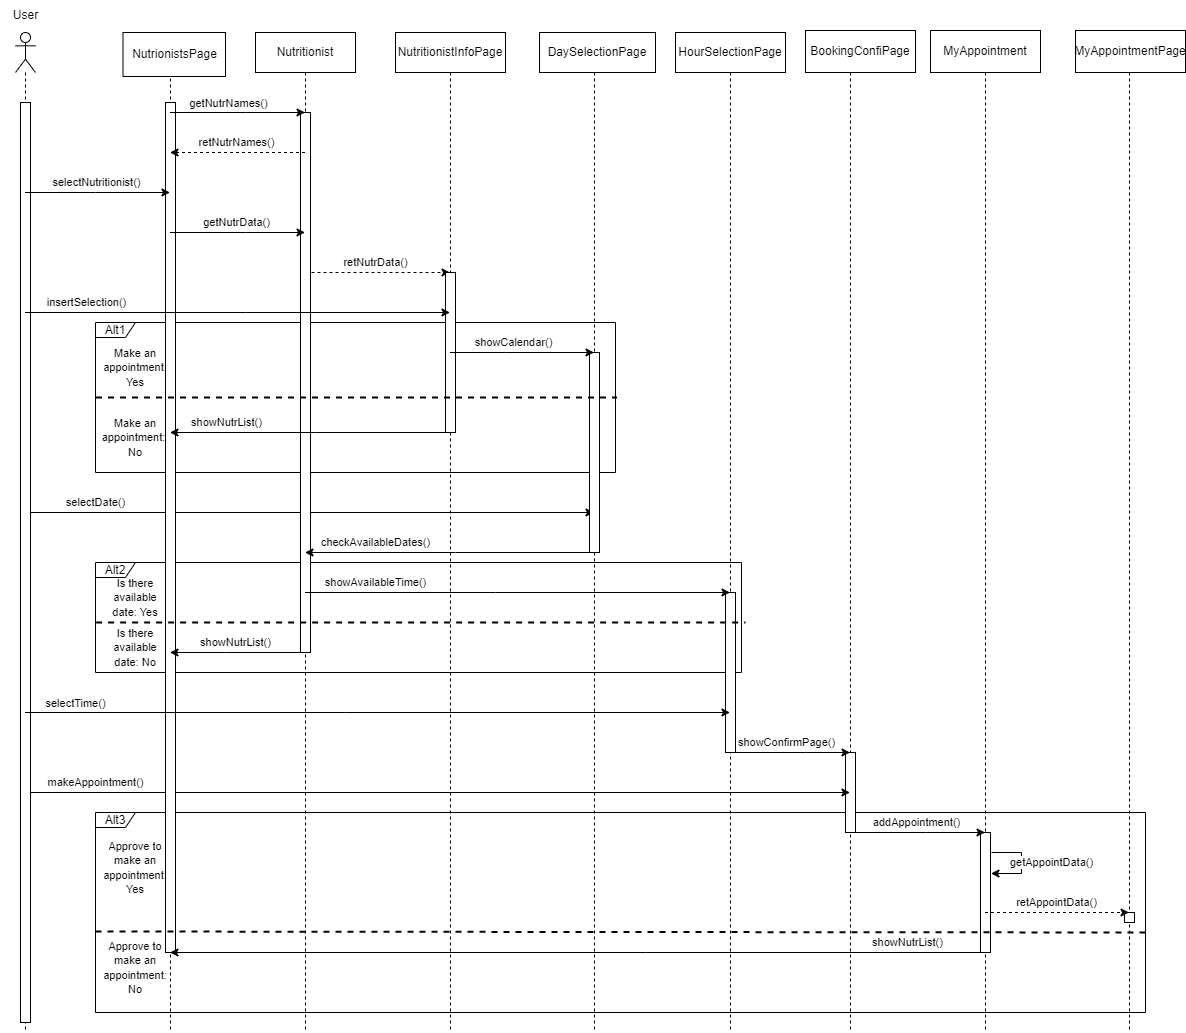 User
NutrionistsPage
Nutritionist
NutritionistInfoPage
DaySelectionPage
HourSelectionPage
BookingConfiPage
MyAppointment
MyAppointmentPage
getNutrNames()
retNutrNames()
selectNutritionist()
getNutrData()
retNutrData()
insertSelection()
Alt1
Make an
appointment
Yes
showCalendar()
Make an
appointment:
No
showNutrList()
selectDate()
checkAvailableDates()
Alt2
Is there
available
date: Yes
showAvailableTime()
Is there
available
date: No
showNutrList()
selectTime()
showConfirmPage()
makeAppointment()
Alt3
Approve to
make an
appointment
Yes
addAppointment()
getAppointData()
retAppointData()
Approve to
make an
appointment:
No
showNutrList()